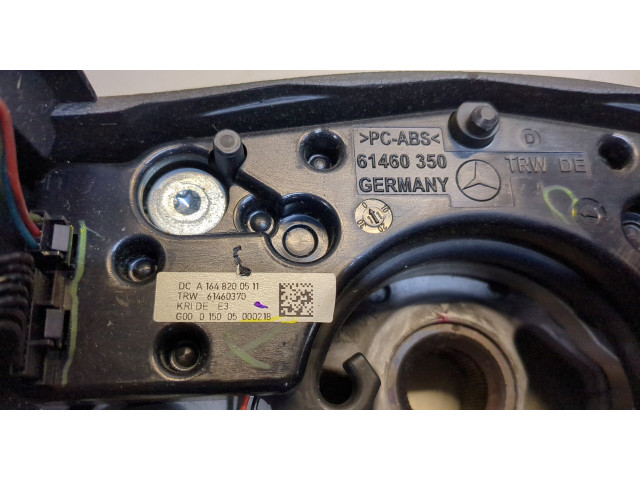 >PC-ABS<
61460 350
GERMANY
TRW DE
DC A 164 820 05 11
TRW 61460370
KRI DE E3
G00 0 150 05 000218